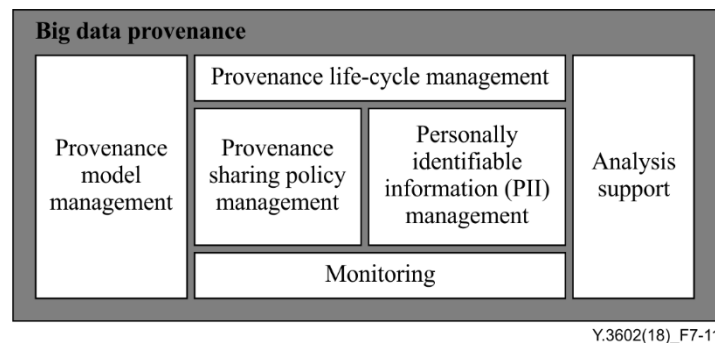 Big data provenance
Provenance life-cycle management
Provenance
model
management
Provenance
sharing policy
management
Personally
identifiable
information (PII)
management
Analysis
support
Monitoring
Y.3602(18)_F7-11